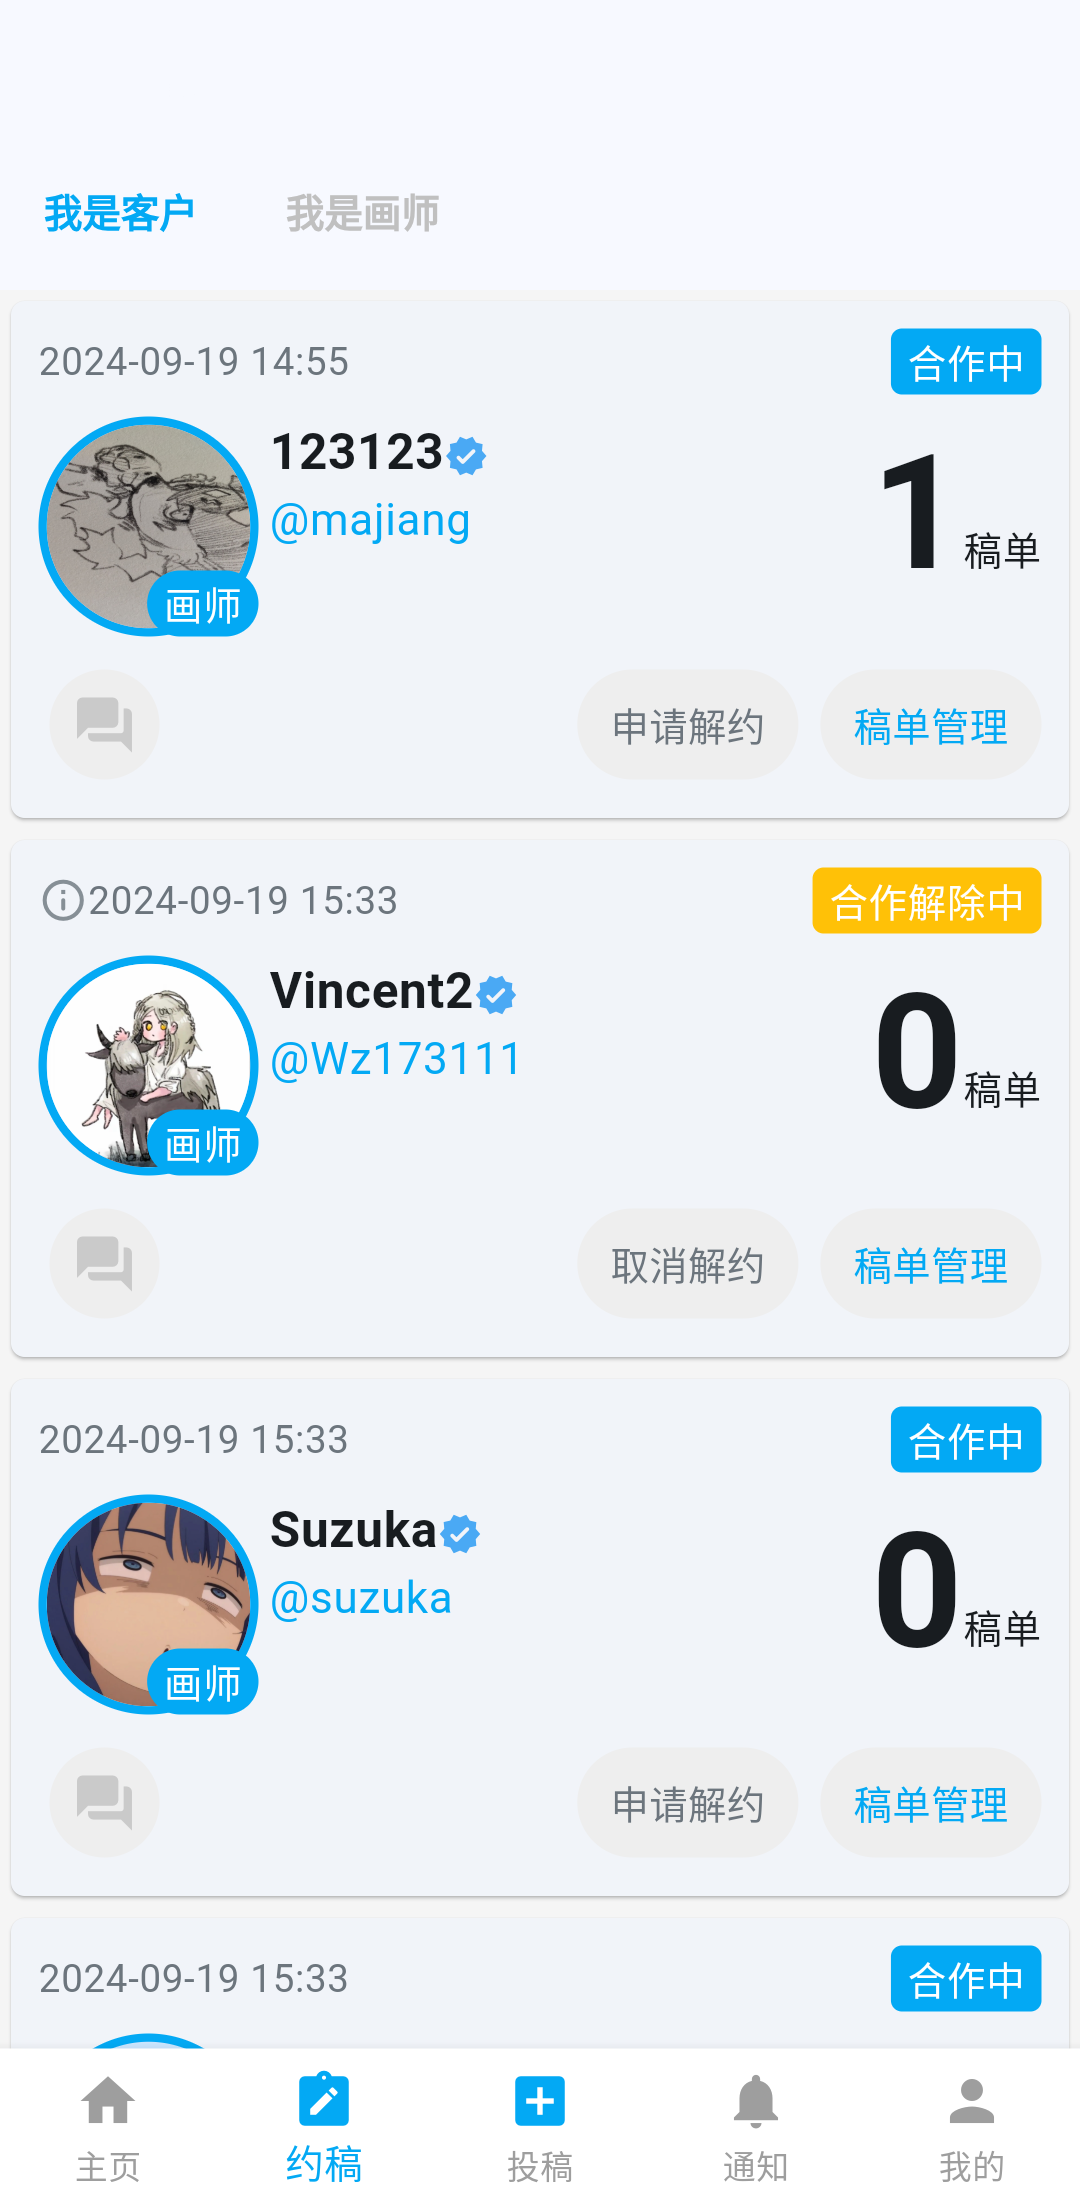 我是客户 我是画师
2024-09-19 14:55 合作中
123123
@majiang
1 稿单
画师
申请解约 稿单管理
2024-09-19 15:33 合作解除中
Vincent2
@Wz173111
0 稿单
画师
取消解约 稿单管理
2024-09-19 15:33 合作中
Suzuka
@suzuka
0 稿单
画师
申请解约 稿单管理
2024-09-19 15:33 合作中
主页 约稿 投稿 通知 我的